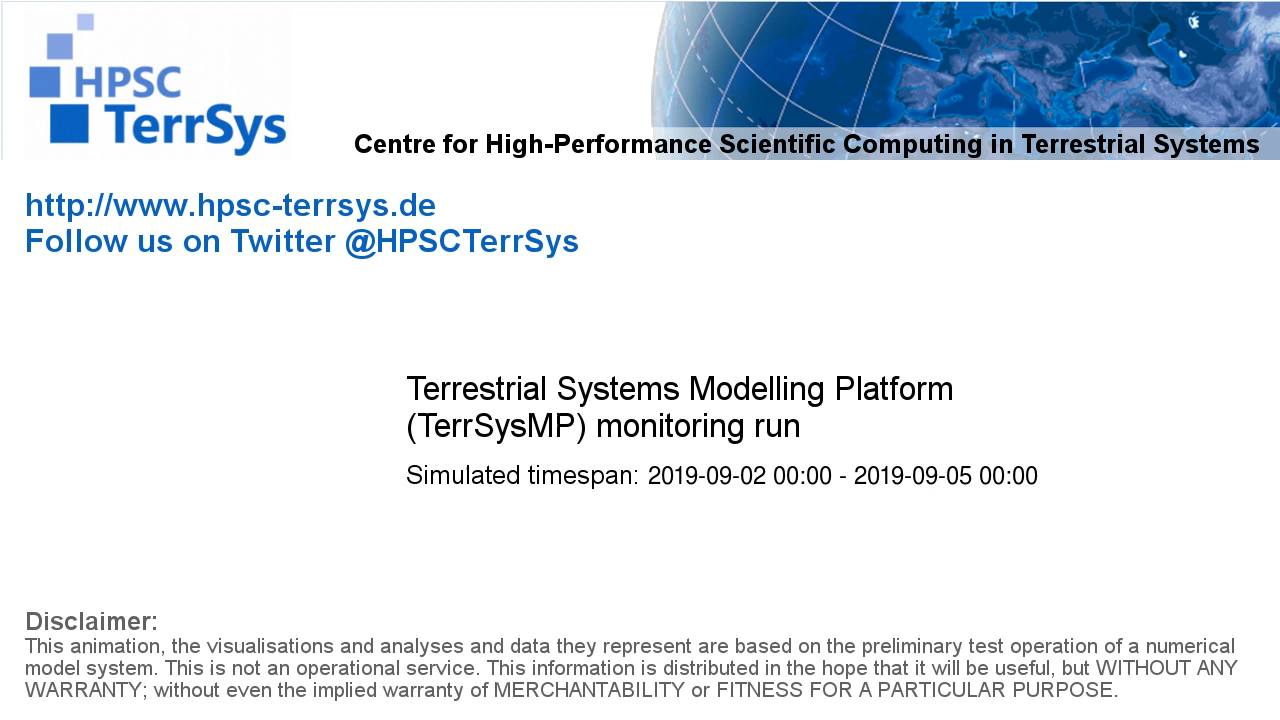 HPSC
TerrSys
Centre for High-Performance Scientific Computing in Terrestrial Systems
http://www.hpsc-terrsys.de
Follow us on Twitter @HPSCTerrSys
Terrestrial Systems Modelling Platform
(TerrSysMP) monitoring run
Simulated timespan: 2019-09-02 00:00 - 2019-09-05 00:00
Disclaimer:
This animation, the visualisations and analyses and data they represent are based on the preliminary test operation of a numerical
model system. This is not an operational service. This information is distributed in the hope that it will be useful, but WITHOUT ANY
WARRANTY; without even the implied warranty of MERCHANTABILITY or FITNESS FOR A PARTICULAR PURPOSE.